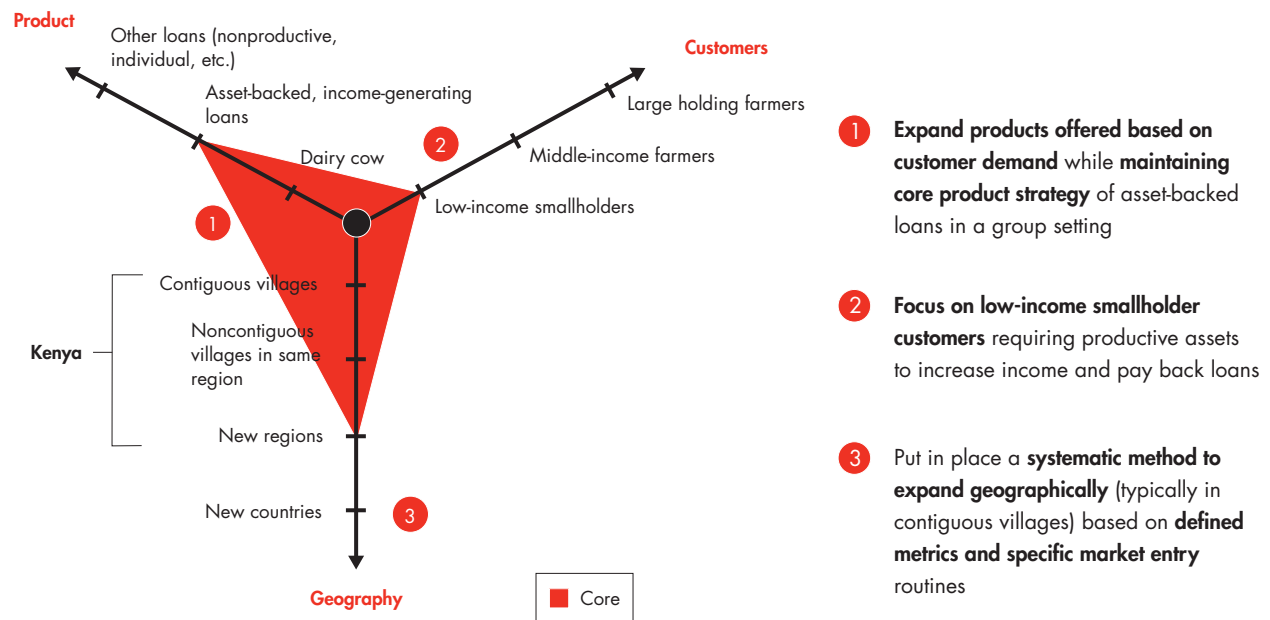 Product
Other loans (nonproductive,
individual, etc.)
Customers
Asset-backed, income-generating
loans
Large holding farmers
2
Dairy cow
Middle-income farmers
Low-income smallholders
1
Contiguous villages
Noncontiguous
villages in same
region
Kenya
New regions
New countries
3
Geography
Core
1
Expand products offered based on
customer demand while maintaining
core product strategy of asset-backed
loans in a group setting
2
Focus on low-income smallholder
customers requiring productive assets
to increase income and pay back loans
3
Put in place a systematic method to
expand geographically (typically in
contiguous villages) based on defined
metrics and specific market entry
routines